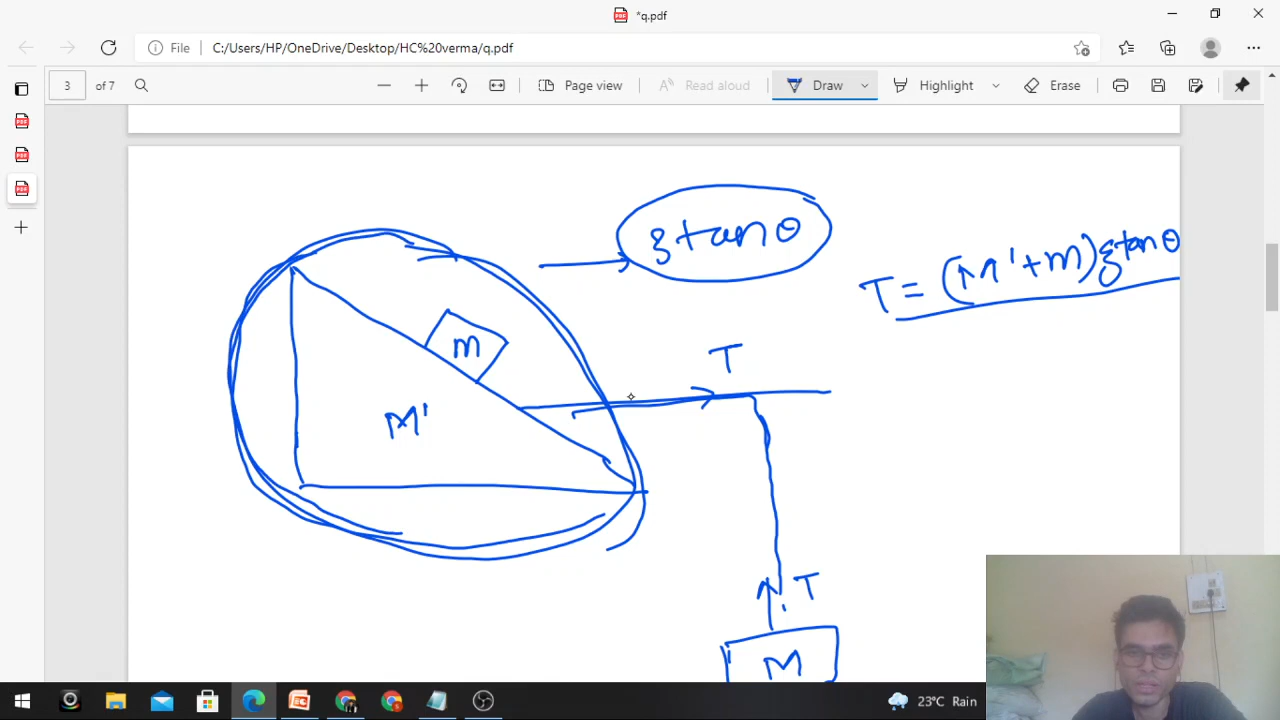 *q.pdf
File C:/Users/HP/OneDrive/Desktop/HC%20verma/q.pdf
3 of 7 Page view Read aloud Draw Highlight Erase
g tan θ
T = (M'+m)g tan θ
m
T
M'
T
M
23°C Rain